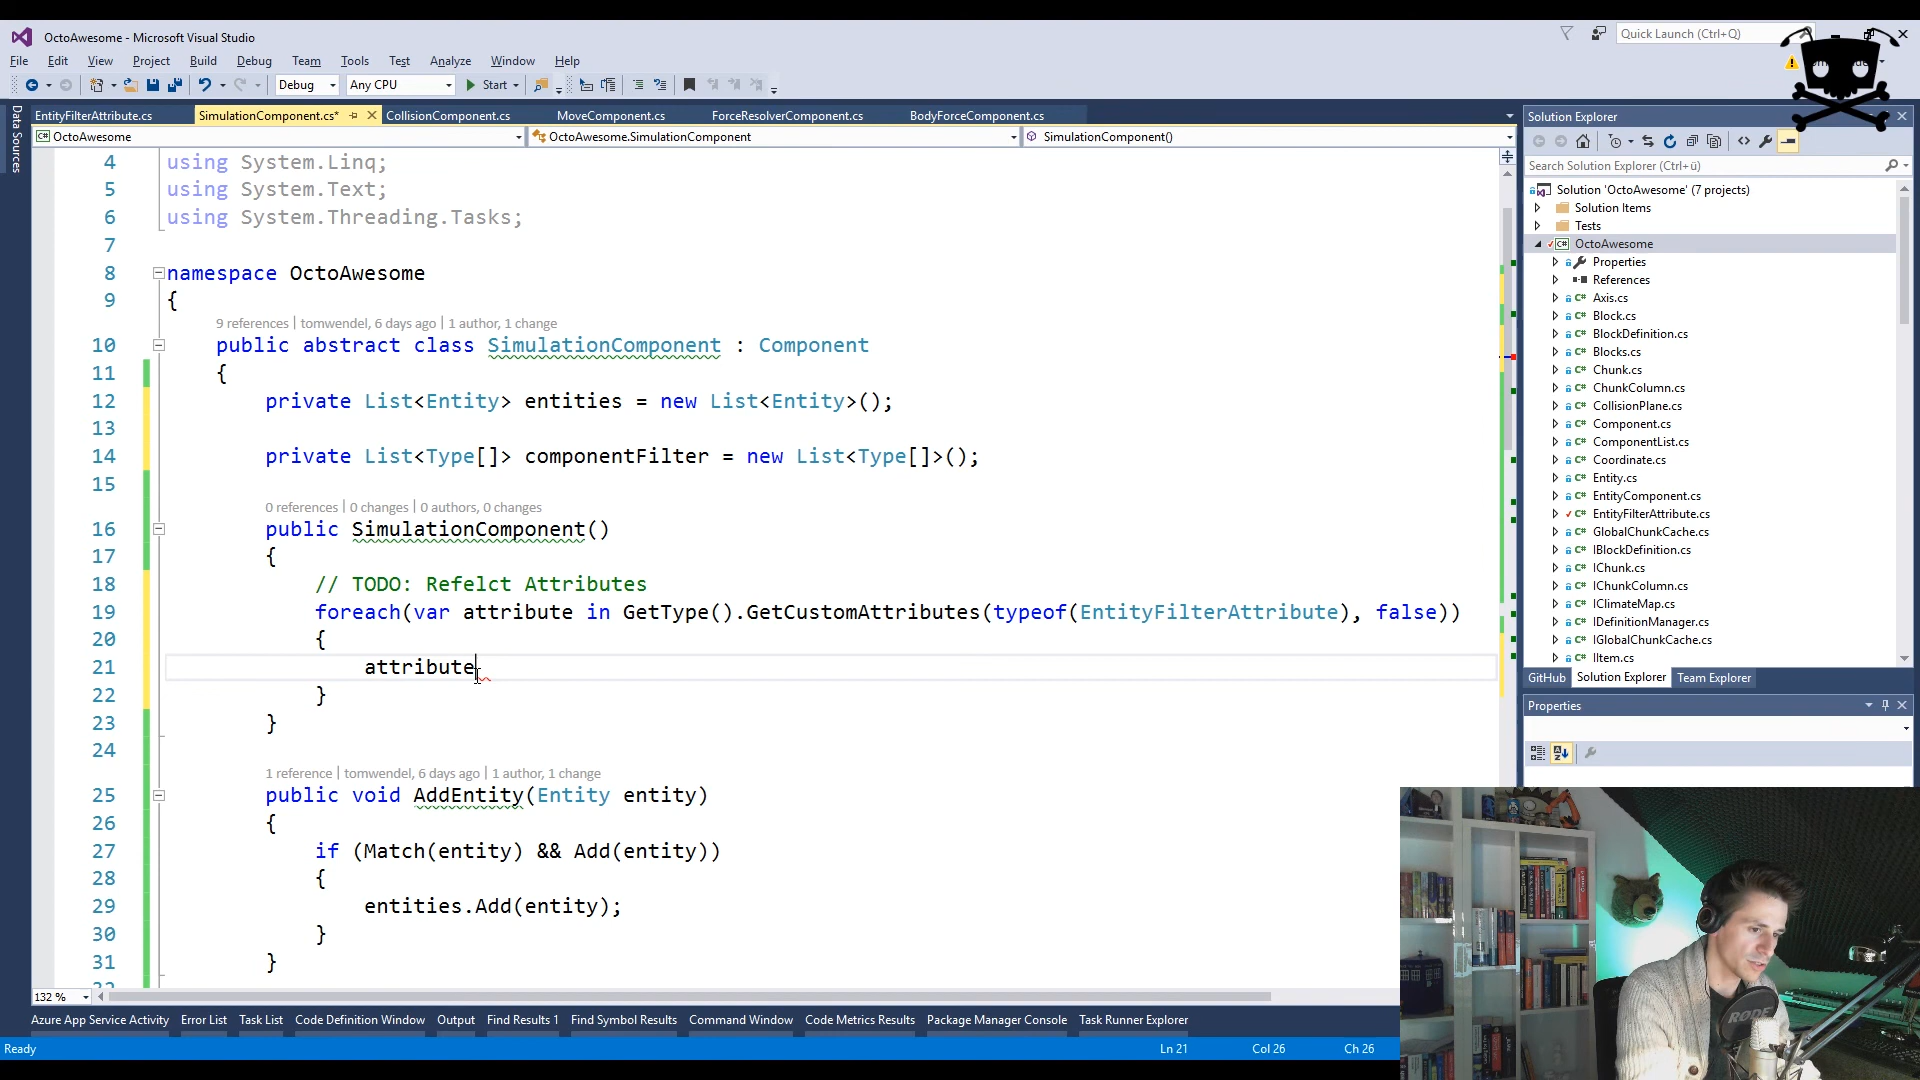 OctoAwesome - Microsoft Visual Studio
Quick Launch (Ctrl+Q)
File Edit View Project Build Debug Team Tools Test Analyze Window Help
Debug Any CPU Start
Data Sources
EntityFilterAttribute.cs SimulationComponent.cs* CollisionComponent.cs MoveComponent.cs ForceResolverComponent.cs BodyForceComponent.cs
OctoAwesome OctoAwesome.SimulationComponent SimulationComponent()
4 using System.Linq;
5 using System.Text;
6 using System.Threading.Tasks;
7
8 namespace OctoAwesome
9 {
9 references | tomwendel, 6 days ago | 1 author, 1 change
10 public abstract class SimulationComponent : Component
11 {
12 private List<Entity> entities = new List<Entity>();
13
14 private List<Type[]> componentFilter = new List<Type[]>();
15
0 references | 0 changes | 0 authors, 0 changes
16 public SimulationComponent()
17 {
18 // TODO: Refelct Attributes
19 foreach(var attribute in GetType().GetCustomAttributes(typeof(EntityFilterAttribute), false))
20 {
21 attribute
22 }
23 }
24
1 reference | tomwendel, 6 days ago | 1 author, 1 change
25 public void AddEntity(Entity entity)
26 {
27 if (Match(entity) && Add(entity))
28 {
29 entities.Add(entity);
30 }
31 }
132 %
Solution Explorer
Search Solution Explorer (Ctrl+ü)
Solution 'OctoAwesome' (7 projects)
Solution Items
Tests
OctoAwesome
Properties
References
Axis.cs
Block.cs
BlockDefinition.cs
Blocks.cs
Chunk.cs
ChunkColumn.cs
CollisionPlane.cs
Component.cs
ComponentList.cs
Coordinate.cs
Entity.cs
EntityComponent.cs
EntityFilterAttribute.cs
GlobalChunkCache.cs
IBlockDefinition.cs
IChunk.cs
IChunkColumn.cs
IClimateMap.cs
IDefinitionManager.cs
IGlobalChunkCache.cs
IItem.cs
GitHub Solution Explorer Team Explorer
Properties
Azure App Service Activity Error List Task List Code Definition Window Output Find Results 1 Find Symbol Results Command Window Code Metrics Results Package Manager Console Task Runner Explorer
Ready Ln 21 Col 26 Ch 26
RØDE